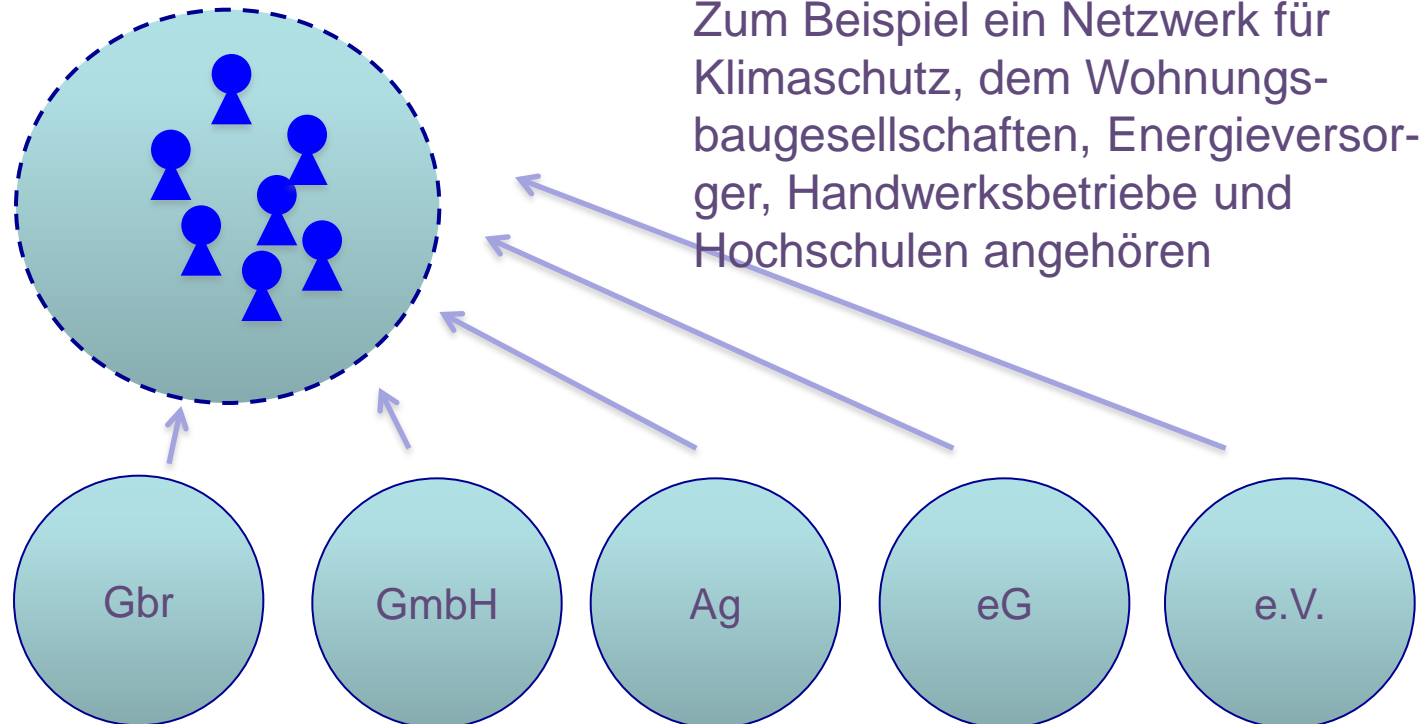 Zum Beispiel ein Netzwerk für
Klimaschutz, dem Wohnungs-
baugesellschaften, Energieversor-
ger, Handwerksbetriebe und
Hochschulen angehören
Gbr
GmbH
Ag
eG
e.V.